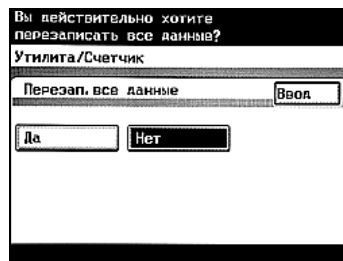 Вы действительно хотите
перезаписать все данные?
Утилита/Счетчик
Перезап. все данные
Ввод
Да
Нет